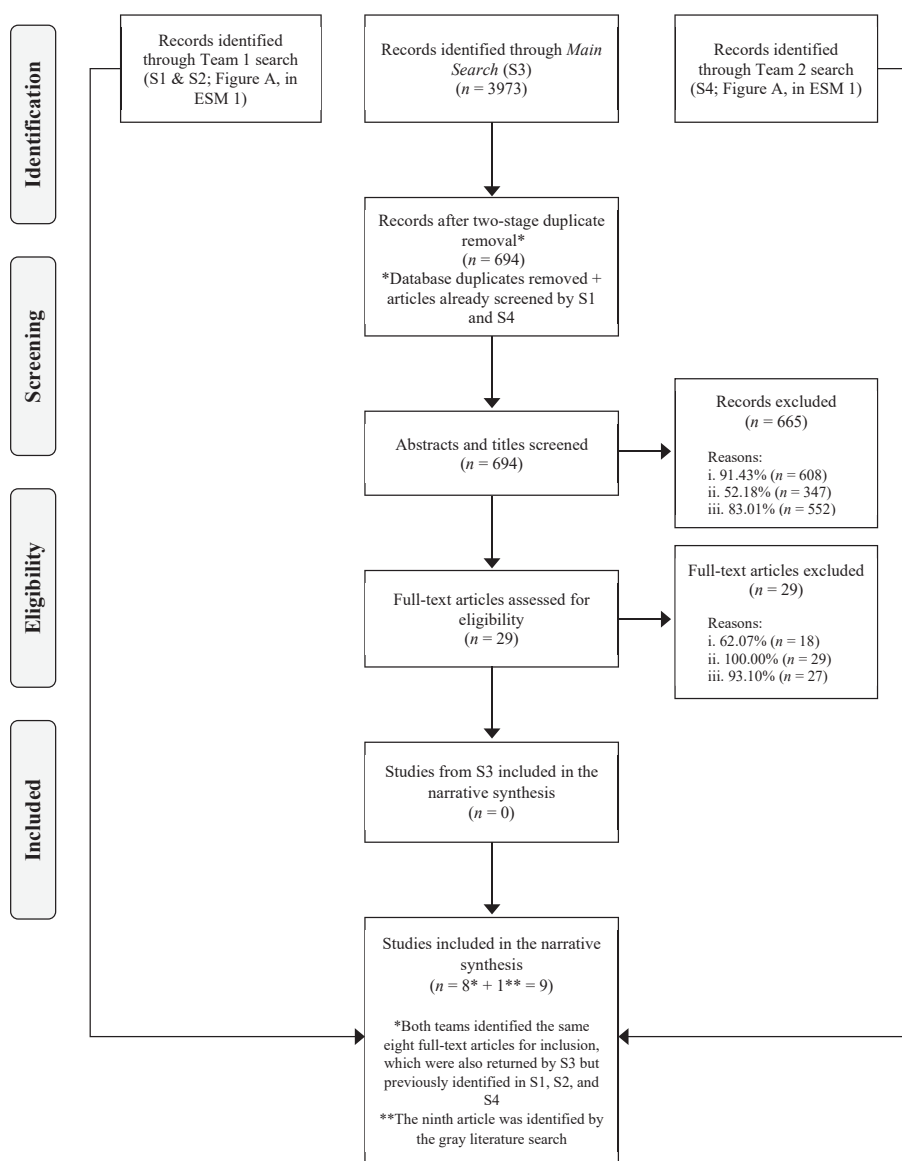 Identification
Screening
Eligibility
Included
Records identified
through Team 1 search
(S1 & S2; Figure A, in
ESM 1)
Records identified through Main
Search (S3)
(n = 3973)
Records identified
through Team 2 search
(S4; Figure A, in ESM 1)
Records after two-stage duplicate
removal*
(n = 694)
*Database duplicates removed +
articles already screened by S1
and S4
Abstracts and titles screened
(n = 694)
Records excluded
(n = 665)
Reasons:
i. 91.43% (n = 608)
ii. 52.18% (n = 347)
iii. 83.01% (n = 552)
Full-text articles assessed for
eligibility
(n = 29)
Full-text articles excluded
(n = 29)
Reasons:
i. 62.07% (n = 18)
ii. 100.00% (n = 29)
iii. 93.10% (n = 27)
Studies from S3 included in the
narrative synthesis
(n = 0)
Studies included in the narrative
synthesis
(n = 8* + 1** = 9)
*Both teams identified the same
eight full-text articles for inclusion,
which were also returned by S3 but
previously identified in S1, S2, and
S4
**The ninth article was identified by
the gray literature search